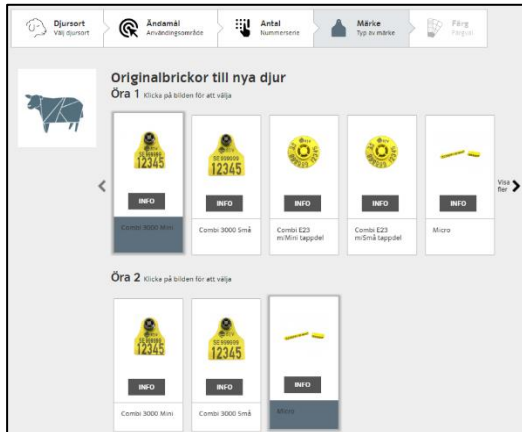 Djursort
Välj djursort
Ändamål
Användningsområde
Antal
Nummerserie
Märke
Typ av märke
Färg
Färgval
Originalbrickor till nya djur
Öra 1 Klicka på bilden för att välja
12345
12345
INFO
INFO
INFO
INFO
INFO
Visa
fler
Combi 3000 Mini
Combi 3000 Små
Combi E23
m/Mini tappdel
Combi E23
m/Små tappdel
Micro
Öra 2 Klicka på bilden för att välja
12345
12345
INFO
INFO
INFO
Combi 3000 Mini
Combi 3000 Små
Micro